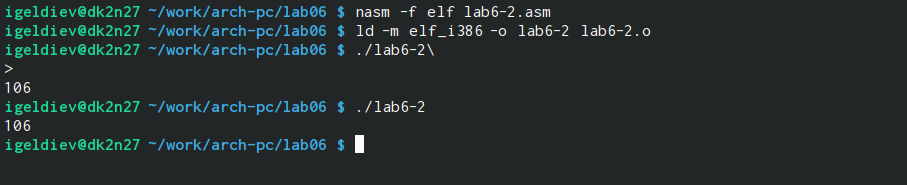 igeldiev@dk2n27 ~/work/arch-pc/lab06 $ nasm -f elf lab6-2.asm
igeldiev@dk2n27 ~/work/arch-pc/lab06 $ ld -m elf_i386 -o lab6-2 lab6-2.o
igeldiev@dk2n27 ~/work/arch-pc/lab06 $ ./lab6-2\
>
106
igeldiev@dk2n27 ~/work/arch-pc/lab06 $ ./lab6-2
106
igeldiev@dk2n27 ~/work/arch-pc/lab06 $